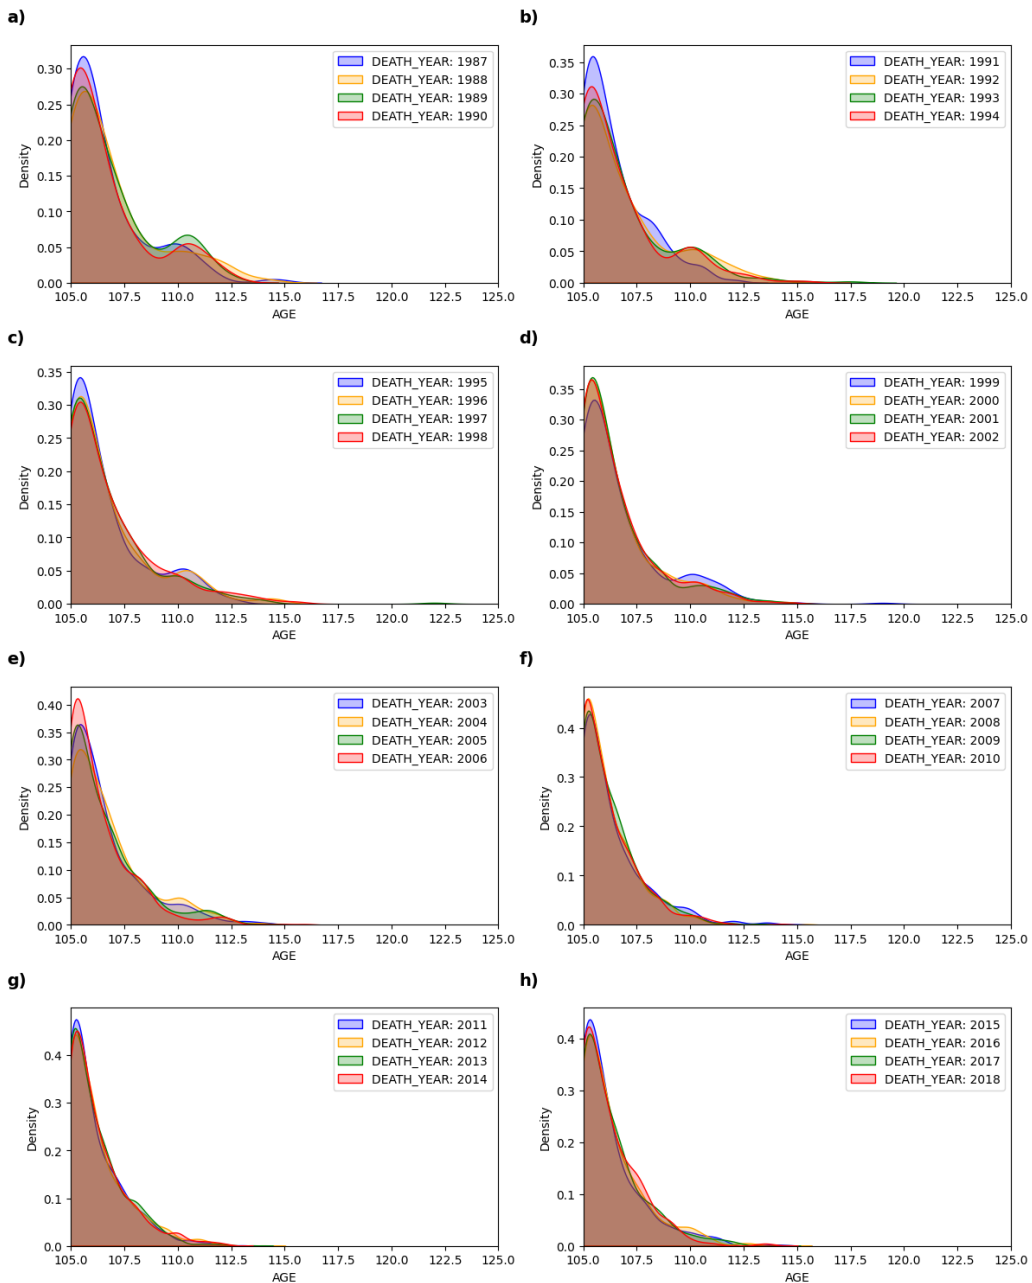 a)
DEATH_YEAR: 1987
DEATH_YEAR: 1988
DEATH_YEAR: 1989
DEATH_YEAR: 1990
0.30
0.25
0.20
0.15
0.10
0.05
0.00
Density
105.0 107.5 110.0 112.5 115.0 117.5 120.0 122.5 125.0
AGE
b)
DEATH_YEAR: 1991
DEATH_YEAR: 1992
DEATH_YEAR: 1993
DEATH_YEAR: 1994
0.35
0.30
0.25
0.20
0.15
0.10
0.05
0.00
Density
105.0 107.5 110.0 112.5 115.0 117.5 120.0 122.5 125.0
AGE
c)
DEATH_YEAR: 1995
DEATH_YEAR: 1996
DEATH_YEAR: 1997
DEATH_YEAR: 1998
0.35
0.30
0.25
0.20
0.15
0.10
0.05
0.00
Density
105.0 107.5 110.0 112.5 115.0 117.5 120.0 122.5 125.0
AGE
d)
DEATH_YEAR: 1999
DEATH_YEAR: 2000
DEATH_YEAR: 2001
DEATH_YEAR: 2002
0.35
0.30
0.25
0.20
0.15
0.10
0.05
0.00
Density
105.0 107.5 110.0 112.5 115.0 117.5 120.0 122.5 125.0
AGE
e)
DEATH_YEAR: 2003
DEATH_YEAR: 2004
DEATH_YEAR: 2005
DEATH_YEAR: 2006
0.40
0.35
0.30
0.25
0.20
0.15
0.10
0.05
0.00
Density
105.0 107.5 110.0 112.5 115.0 117.5 120.0 122.5 125.0
AGE
f)
DEATH_YEAR: 2007
DEATH_YEAR: 2008
DEATH_YEAR: 2009
DEATH_YEAR: 2010
0.4
0.3
0.2
0.1
0.0
Density
105.0 107.5 110.0 112.5 115.0 117.5 120.0 122.5 125.0
AGE
g)
DEATH_YEAR: 2011
DEATH_YEAR: 2012
DEATH_YEAR: 2013
DEATH_YEAR: 2014
0.4
0.3
0.2
0.1
0.0
Density
105.0 107.5 110.0 112.5 115.0 117.5 120.0 122.5 125.0
AGE
h)
DEATH_YEAR: 2015
DEATH_YEAR: 2016
DEATH_YEAR: 2017
DEATH_YEAR: 2018
0.4
0.3
0.2
0.1
0.0
Density
105.0 107.5 110.0 112.5 115.0 117.5 120.0 122.5 125.0
AGE